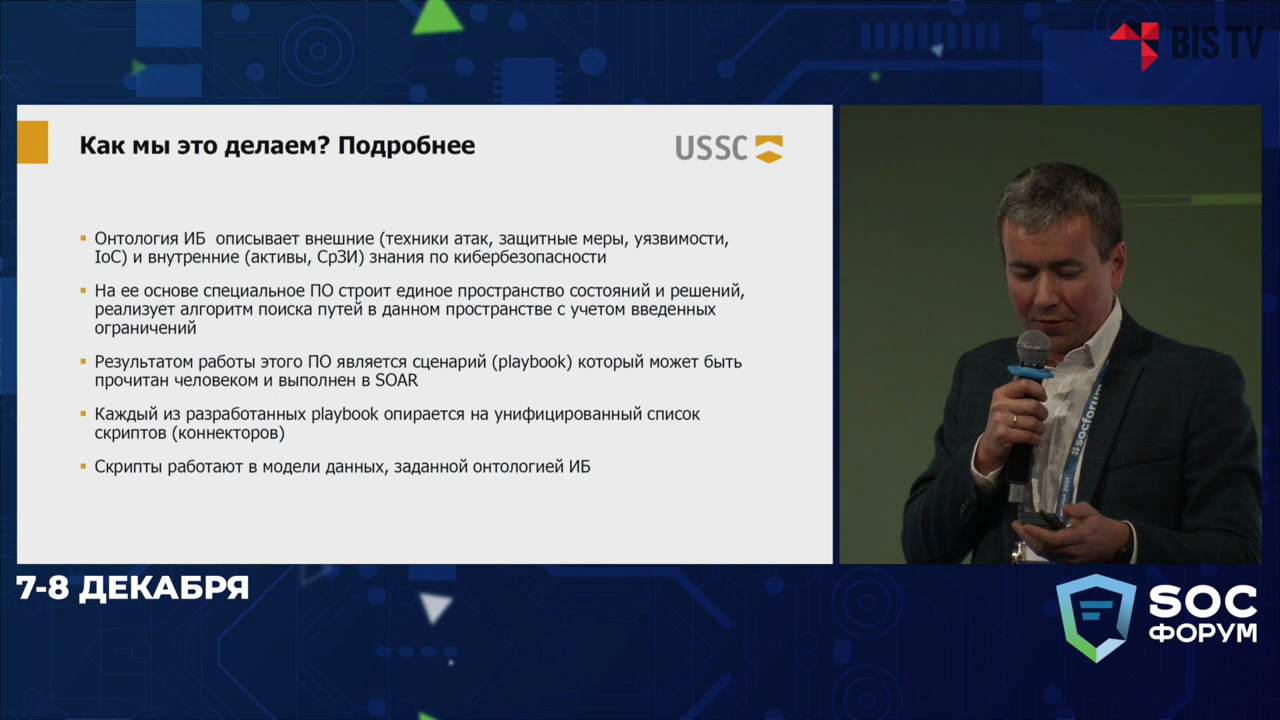 BIS TV
Как мы это делаем? Подробнее
USSC
Онтология ИБ описывает внешние (техники атак, защитные меры, уязвимости,
IoC) и внутренние (активы, СрЗИ) знания по кибербезопасности
На ее основе специальное ПО строит единое пространство состояний и решений,
реализует алгоритм поиска путей в данном пространстве с учетом введенных
ограничений
Результатом работы этого ПО является сценарий (playbook) который может быть
прочитан человеком и выполнен в SOAR
Каждый из разработанных playbook опирается на унифицированный список
скриптов (коннекторов)
Скрипты работают в модели данных, заданной онтологией ИБ
#socforum
2021
7-8 ДЕКАБРЯ
SOC
ФОРУМ